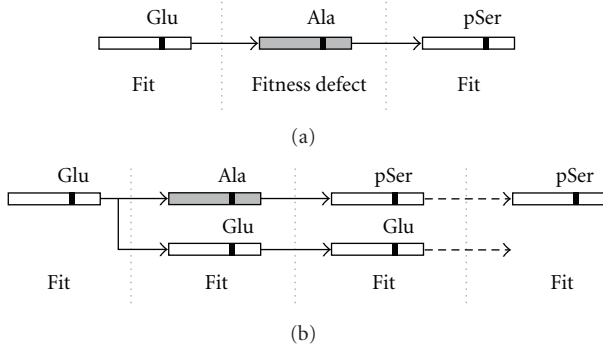 Glu Ala pSer
Fit Fitness defect Fit
(a)
Glu Ala pSer pSer
Glu Glu
Fit Fit Fit Fit
(b)